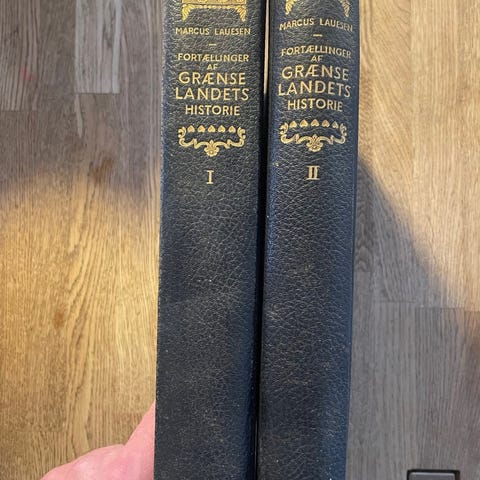 MARCUS LAUESEN
FORTÆLLINGER
AF
GRÆNSE
LANDETS
HISTORIE
I
MARCUS LAUESEN
FORTÆLLINGER
AF
GRÆNSE
LANDETS
HISTORIE
II